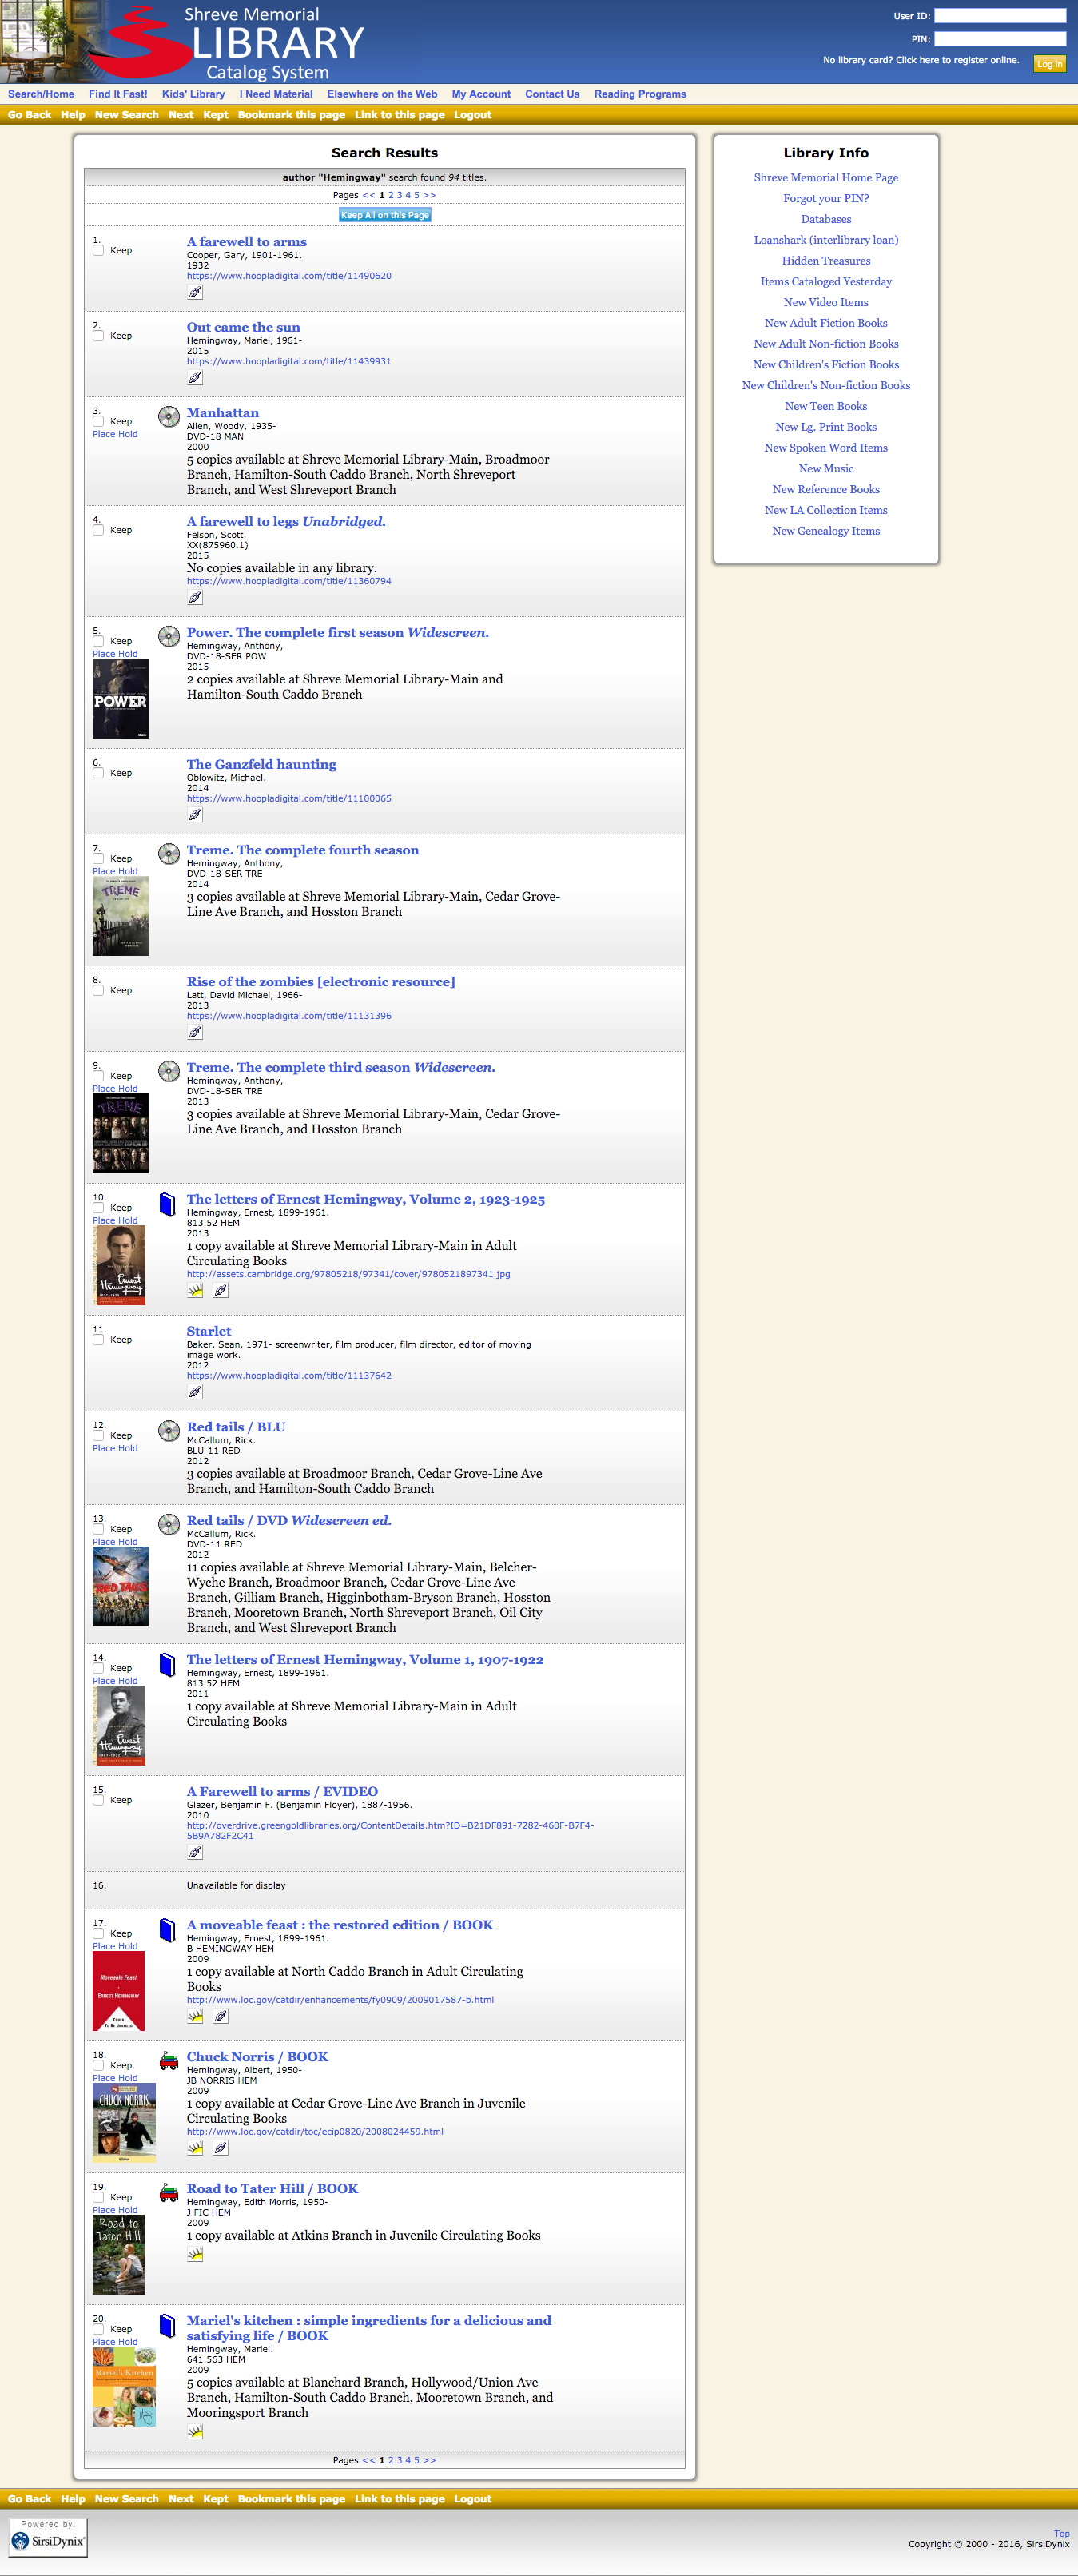 Shreve Memorial
LIBRARY
Catalog System
User ID:
PIN:
No library card? Click here to register online.
Log in
Search/Home Find It Fast! Kids' Library I Need Material Elsewhere on the Web My Account Contact Us Reading Programs
Go Back Help New Search Next Kept Bookmark this page Link to this page Logout
Search Results
author "Hemingway" search found 94 titles.
Pages << 1 2 3 4 5 >>
Keep All on this Page
1.
Keep
A farewell to arms
Cooper, Gary, 1901-1961.
1932
https://www.hoopladigital.com/title/11490620
2.
Keep
Out came the sun
Hemingway, Mariel, 1961-
2015
https://www.hoopladigital.com/title/11439931
3.
Keep
Place Hold
Manhattan
Allen, Woody, 1935-
DVD-18 MAN
2000
5 copies available at Shreve Memorial Library-Main, Broadmoor
Branch, Hamilton-South Caddo Branch, North Shreveport
Branch, and West Shreveport Branch
4.
Keep
A farewell to legs Unabridged.
Felson, Scott.
XX(875960.1)
2015
No copies available in any library.
https://www.hoopladigital.com/title/11360794
5.
Keep
Place Hold
POWER
Power. The complete first season Widescreen.
Hemingway, Anthony,
DVD-18-SER POW
2015
2 copies available at Shreve Memorial Library-Main and
Hamilton-South Caddo Branch
6.
Keep
The Ganzfeld haunting
Oblowitz, Michael.
2014
https://www.hoopladigital.com/title/11100065
7.
Keep
Place Hold
TREME
Treme. The complete fourth season
Hemingway, Anthony,
DVD-18-SER TRE
2014
3 copies available at Shreve Memorial Library-Main, Cedar Grove-
Line Ave Branch, and Hosston Branch
8.
Keep
Rise of the zombies [electronic resource]
Latt, David Michael, 1966-
2013
https://www.hoopladigital.com/title/11131396
9.
Keep
Place Hold
TREME
Treme. The complete third season Widescreen.
Hemingway, Anthony,
DVD-18-SER TRE
2013
3 copies available at Shreve Memorial Library-Main, Cedar Grove-
Line Ave Branch, and Hosston Branch
10.
Keep
Place Hold
Ernest
Hemingway
The letters of Ernest Hemingway, Volume 2, 1923-1925
Hemingway, Ernest, 1899-1961.
813.52 HEM
2013
1 copy available at Shreve Memorial Library-Main in Adult
Circulating Books
http://assets.cambridge.org/97805218/97341/cover/9780521897341.jpg
11.
Keep
Starlet
Baker, Sean, 1971- screenwriter, film producer, film director, editor of moving
image work.
2012
https://www.hoopladigital.com/title/11137642
12.
Keep
Place Hold
Red tails / BLU
McCallum, Rick.
BLU-11 RED
2012
3 copies available at Broadmoor Branch, Cedar Grove-Line Ave
Branch, and Hamilton-South Caddo Branch
13.
Keep
Place Hold
RED TAILS
Red tails / DVD Widescreen ed.
McCallum, Rick.
DVD-11 RED
2012
11 copies available at Shreve Memorial Library-Main, Belcher-
Wyche Branch, Broadmoor Branch, Cedar Grove-Line Ave
Branch, Gilliam Branch, Higginbotham-Bryson Branch, Hosston
Branch, Mooretown Branch, North Shreveport Branch, Oil City
Branch, and West Shreveport Branch
14.
Keep
Place Hold
Ernest
Hemingway
The letters of Ernest Hemingway, Volume 1, 1907-1922
Hemingway, Ernest, 1899-1961.
813.52 HEM
2011
1 copy available at Shreve Memorial Library-Main in Adult
Circulating Books
15.
Keep
A Farewell to arms / EVIDEO
Glazer, Benjamin F. (Benjamin Floyer), 1887-1956.
2010
http://overdrive.greengoldlibraries.org/ContentDetails.htm?ID=B21DF891-7282-460F-B7F4-
5B9A782F2C41
16.
Unavailable for display
17.
Keep
Place Hold
Moveable Feast
ERNEST HEMINGWAY
Cover
To Be Unveiled
A moveable feast : the restored edition / BOOK
Hemingway, Ernest, 1899-1961.
B HEMINGWAY HEM
2009
1 copy available at North Caddo Branch in Adult Circulating
Books
http://www.loc.gov/catdir/enhancements/fy0909/2009017587-b.html
18.
Keep
Place Hold
CHUCK NORRIS
Chuck Norris / BOOK
Hemingway, Albert, 1950-
JB NORRIS HEM
2009
1 copy available at Cedar Grove-Line Ave Branch in Juvenile
Circulating Books
http://www.loc.gov/catdir/toc/ecip0820/2008024459.html
19.
Keep
Place Hold
Road to
Tater Hill
Road to Tater Hill / BOOK
Hemingway, Edith Morris, 1950-
J FIC HEM
2009
1 copy available at Atkins Branch in Juvenile Circulating Books
20.
Keep
Place Hold
Mariel's Kitchen
Mariel's kitchen : simple ingredients for a delicious and
satisfying life / BOOK
Hemingway, Mariel.
641.563 HEM
2009
5 copies available at Blanchard Branch, Hollywood/Union Ave
Branch, Hamilton-South Caddo Branch, Mooretown Branch, and
Mooringsport Branch
Pages << 1 2 3 4 5 >>
Library Info
Shreve Memorial Home Page
Forgot your PIN?
Databases
Loanshark (interlibrary loan)
Hidden Treasures
Items Cataloged Yesterday
New Video Items
New Adult Fiction Books
New Adult Non-fiction Books
New Children's Fiction Books
New Children's Non-fiction Books
New Teen Books
New Lg. Print Books
New Spoken Word Items
New Music
New Reference Books
New LA Collection Items
New Genealogy Items
Go Back Help New Search Next Kept Bookmark this page Link to this page Logout
Powered by:
SirsiDynix
Top
Copyright © 2000 - 2016, SirsiDynix